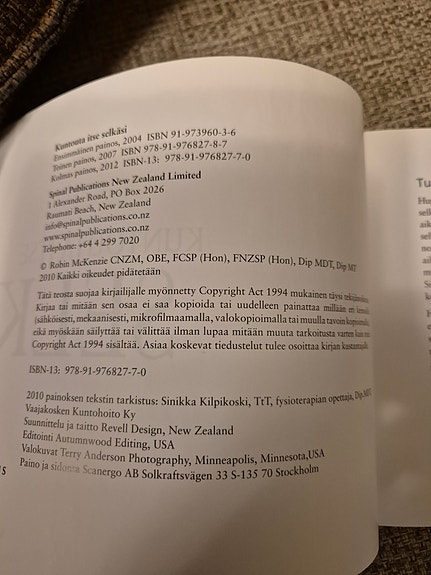 Kuntouta itse selkäsi
Ensimmäinen painos, 2004 ISBN 91-973960-3-6
Toinen painos, 2007 ISBN 978-976827-8-7
Kolmas painos, 2012 ISBN-13: 978-91-976827-7-0
Spinal Publications New Zealand Limited
1 Alexander Road, PO Box 2026
Raumati Beach, New Zealand
info@spinalpublications.co.nz
www.spinalpublications.co.nz
Telephone: +64 4 299 7020
© Robin McKenzie CNZM, OBE, FCSP (Hon), FNZSP (Hon), Dip MDT, Dip MT
2010 Kaikki oikeudet pidätetään
Tätä teosta suojaa kirjailijalle myönnetty Copyright Act 1994 mukainen täysi
Kirjaa tai mitään sen osaa ei saa kopioida tai uudelleen painattaa millään
(sähköisesti, mekaanisesti, mikrofilmaamalla, valokopioimalla tai muulla tavoin
eikä myöskään säilyttää tai välittää ilman lupaa mitään muuta tarkoitusta varten kuin
Copyright Act 1994 sisältää. Asiaa koskevat tiedustelut tulee osoittaa kirjan
ISBN-13: 978-91-976827-7-0
2010 painoksen tekstin tarkistus: Sinikka Kilpikoski, TtT, fysioterapian opettaja, Dip.MDT
Vaajakosken Kuntohoito Ky
Suunnittelu ja taitto Revell Design, New Zealand
Editointi Autumnwood Editing, USA
Valokuvat Terry Anderson Photography, Minneapolis, Minnesota,USA
Paino ja sidonta Scanergo AB Solkraftsvägen 33 S-135 70 Stockholm